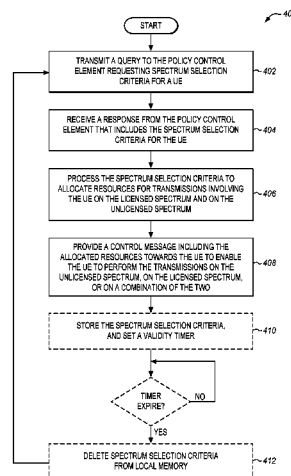 40
START
TRANSMIT A QUERY TO THE POLICY CONTROL
ELEMENT REQUESTING SPECTRUM SELECTION
CRITERIA FOR A UE
402
RECEIVE A RESPONSE FROM THE POLICY CONTROL
ELEMENT THAT INCLUDES THE SPECTRUM SELECTION
CRITERIA FOR THE UE
404
PROCESS THE SPECTRUM SELECTION CRITERIA TO
ALLOCATE RESOURCES FOR TRANSMISSIONS INVOLVING
THE UE ON THE LICENSED SPECTRUM AND ON THE
UNLICENSED SPECTRUM
406
PROVIDE A CONTROL MESSAGE INCLUDING THE
ALLOCATED RESOURCES TOWARDS THE UE TO ENABLE
THE UE TO PERFORM THE TRANSMISSIONS ON THE
UNLICENSED SPECTRUM, ON THE LICENSED SPECTRUM,
OR ON A COMBINATION OF THE TWO
408
STORE THE SPECTRUM SELECTION CRITERIA,
AND SET A VALIDITY TIMER
410
TIMER
EXPIRE?
NO
YES
DELETE SPECTRUM SELECTION CRITERIA
FROM LOCAL MEMORY
412